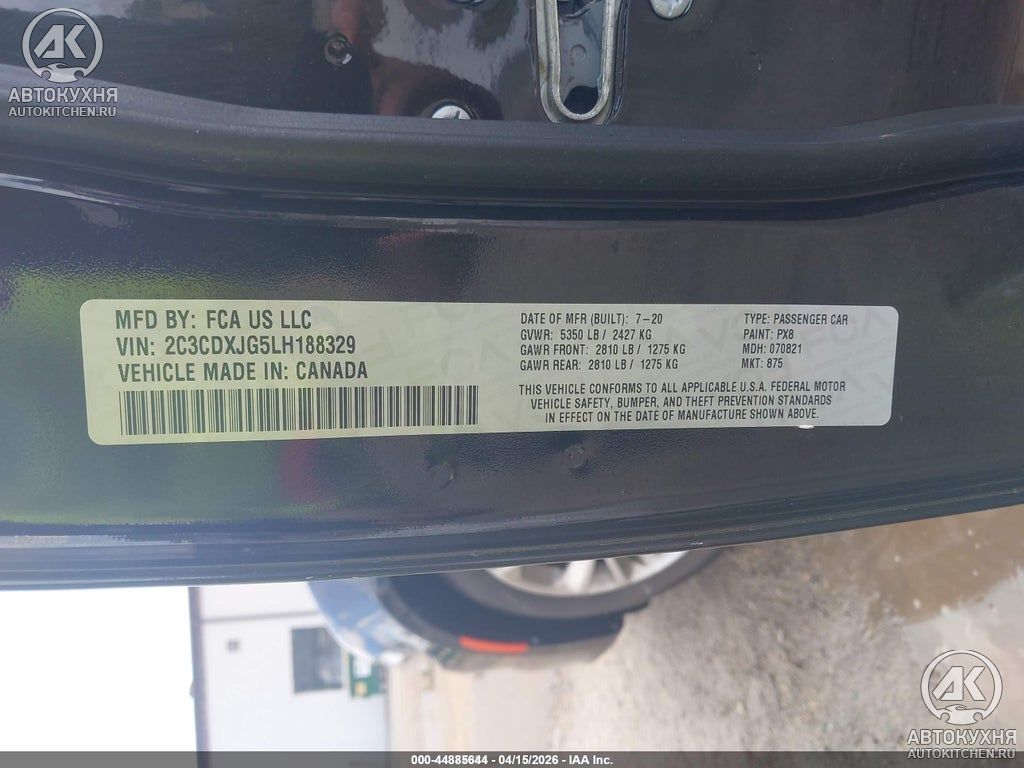 АК
АВТОКУХНЯ
AUTOKITCHEN.RU
MFD BY: FCA US LLC
VIN: 2C3CDXJG5LH188329
VEHICLE MADE IN: CANADA
DATE OF MFR (BUILT): 7-20
GVWR: 5350 LB / 2427 KG
GAWR FRONT: 2810 LB / 1275 KG
GAWR REAR: 2810 LB / 1275 KG
TYPE: PASSENGER CAR
PAINT: PX8
MDH: 070821
MKT: 875
THIS VEHICLE CONFORMS TO ALL APPLICABLE U.S.A. FEDERAL MOTOR
VEHICLE SAFETY, BUMPER, AND THEFT PREVENTION STANDARDS
IN EFFECT ON THE DATE OF MANUFACTURE SHOWN ABOVE.
АК
АВТОКУХНЯ
AUTOKITCHEN.RU
000-44885644 - 04/15/2026 - IAA Inc.